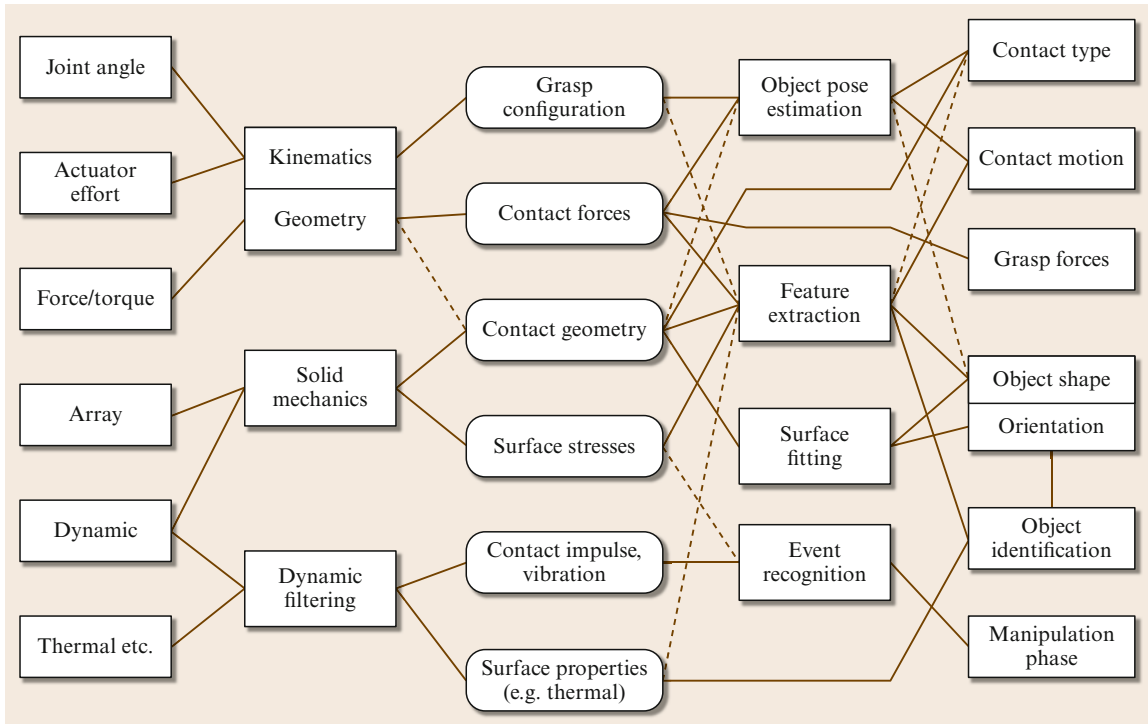 Joint angle
Actuator
effort
Force/torque
Array
Dynamic
Thermal etc.
Kinematics
Geometry
Solid
mechanics
Dynamic
filtering
Grasp
configuration
Contact forces
Contact geometry
Surface stresses
Contact impulse,
vibration
Surface properties
(e.g. thermal)
Object pose
estimation
Feature
extraction
Surface
fitting
Event
recognition
Contact type
Contact motion
Grasp forces
Object shape
Orientation
Object
identification
Manipulation
phase